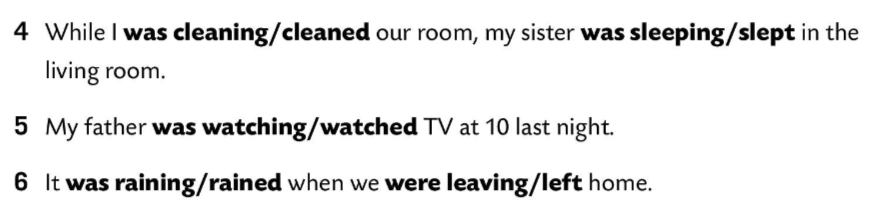 4 While I was cleaning/cleaned our room, my sister was sleeping/slept in the
living room.
5 My father was watching/watched TV at 10 last night.
6 It was raining/rained when we were leaving/left home.